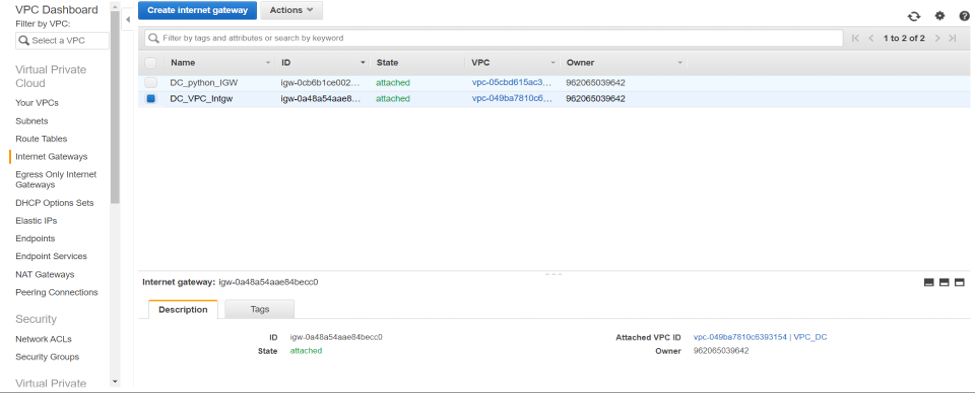 VPC Dashboard
Filter by VPC:
Select a VPC
Virtual Private
Cloud
Your VPCs
Subnets
Route Tables
Internet Gateways
Egress Only Internet
Gateways
DHCP Options Sets
Elastic IPs
Endpoints
Endpoint Services
NAT Gateways
Peering Connections
Security
Network ACLs
Security Groups
Virtual Private
Create internet gateway Actions
Filter by tags and attributes or search by keyword 1 to 2 of 2
Name ID State VPC Owner
DC_python_IGW igw-0cb6b1ce002... attached vpc-05cbd615ac3... 962065039642
DC_VPC_Intgw igw-0a48a54aae8... attached vpc-049ba7810c6... 962065039642
Internet gateway: igw-0a48a54aae84becc0
Description Tags
ID igw-0a48a54aae84becc0 Attached VPC ID vpc-049ba7810c6393154 | VPC_DC
State attached Owner 962065039642